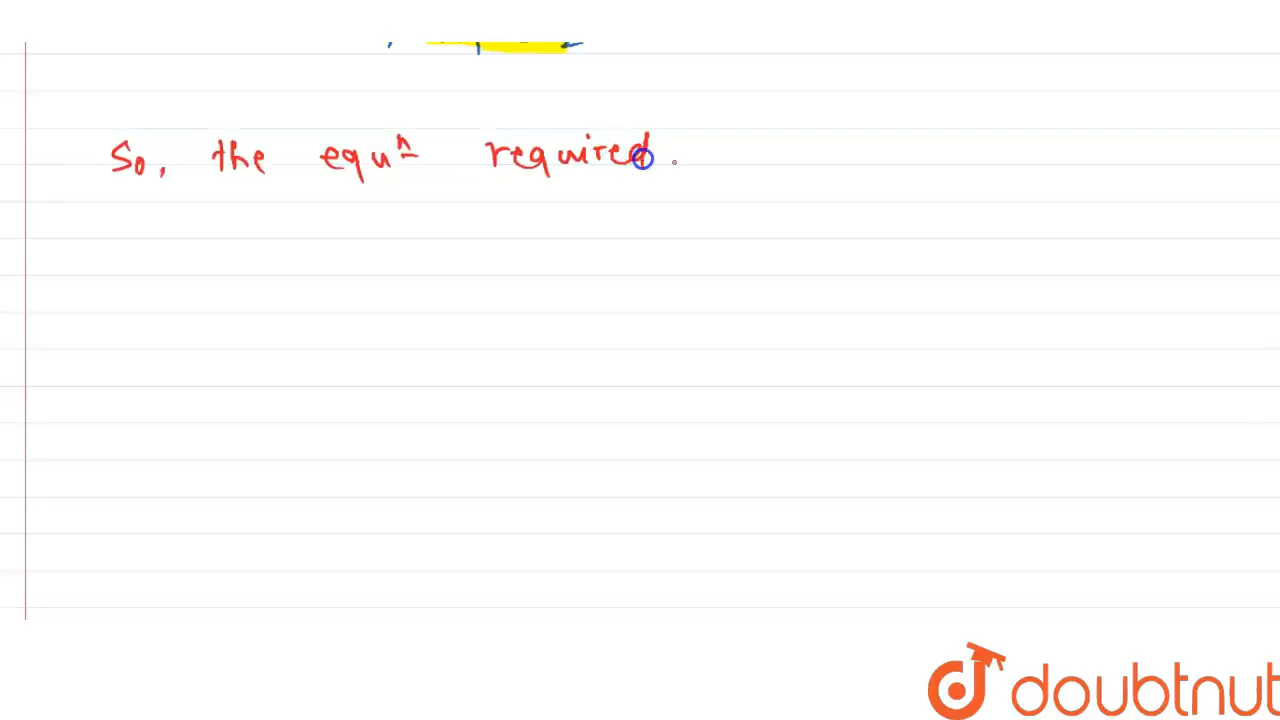 So, the equⁿ required.
doubtnut